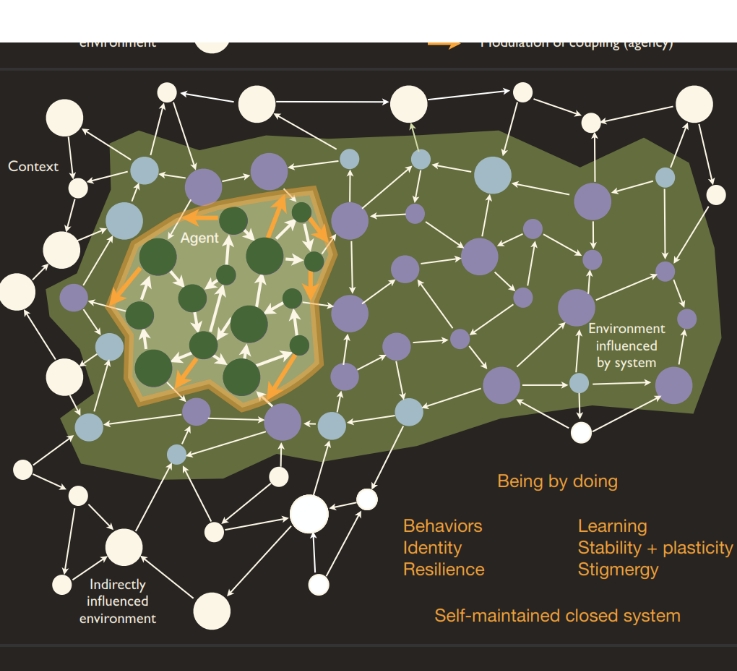 environment
Modulation of coupling (agency)
Context
Agent
Environment
influenced
by system
Being by doing
Behaviors
Learning
Identity
Stability + plasticity
Resilience
Stigmergy
Indirectly
influenced
environment
Self-maintained closed system